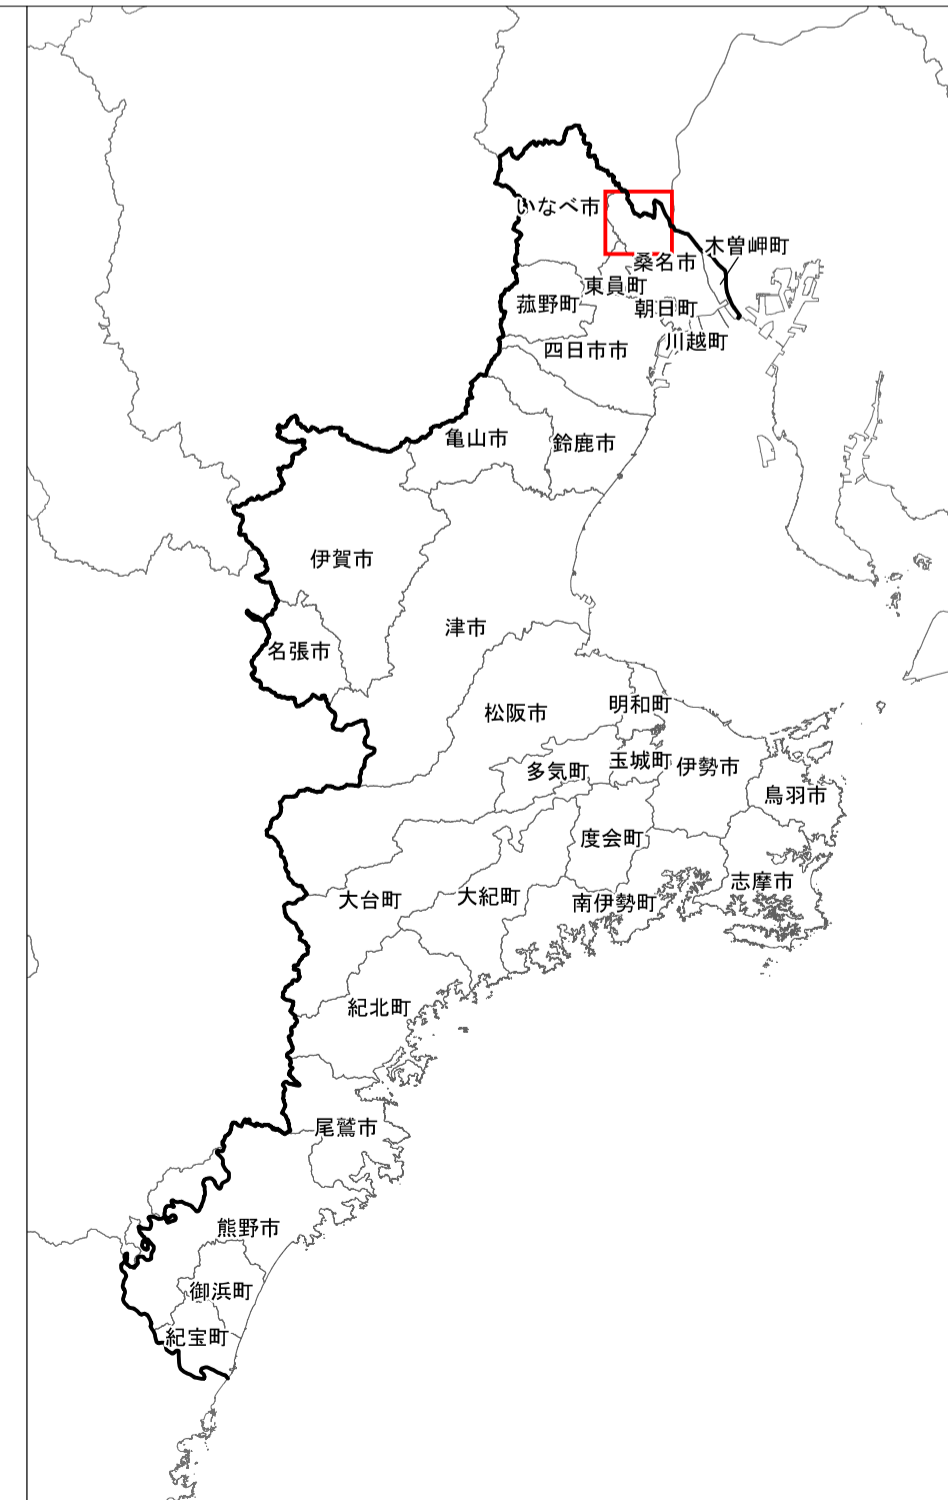 いなべ市
木曽岬町
桑名市
東員町
菰野町
朝日町
川越町
四日市市
亀山市
鈴鹿市
伊賀市
津市
名張市
明和町
松阪市
玉城町
伊勢市
多気町
鳥羽市
度会町
志摩市
大台町
大紀町
南伊勢町
紀北町
尾鷲市
熊野市
御浜町
紀宝町